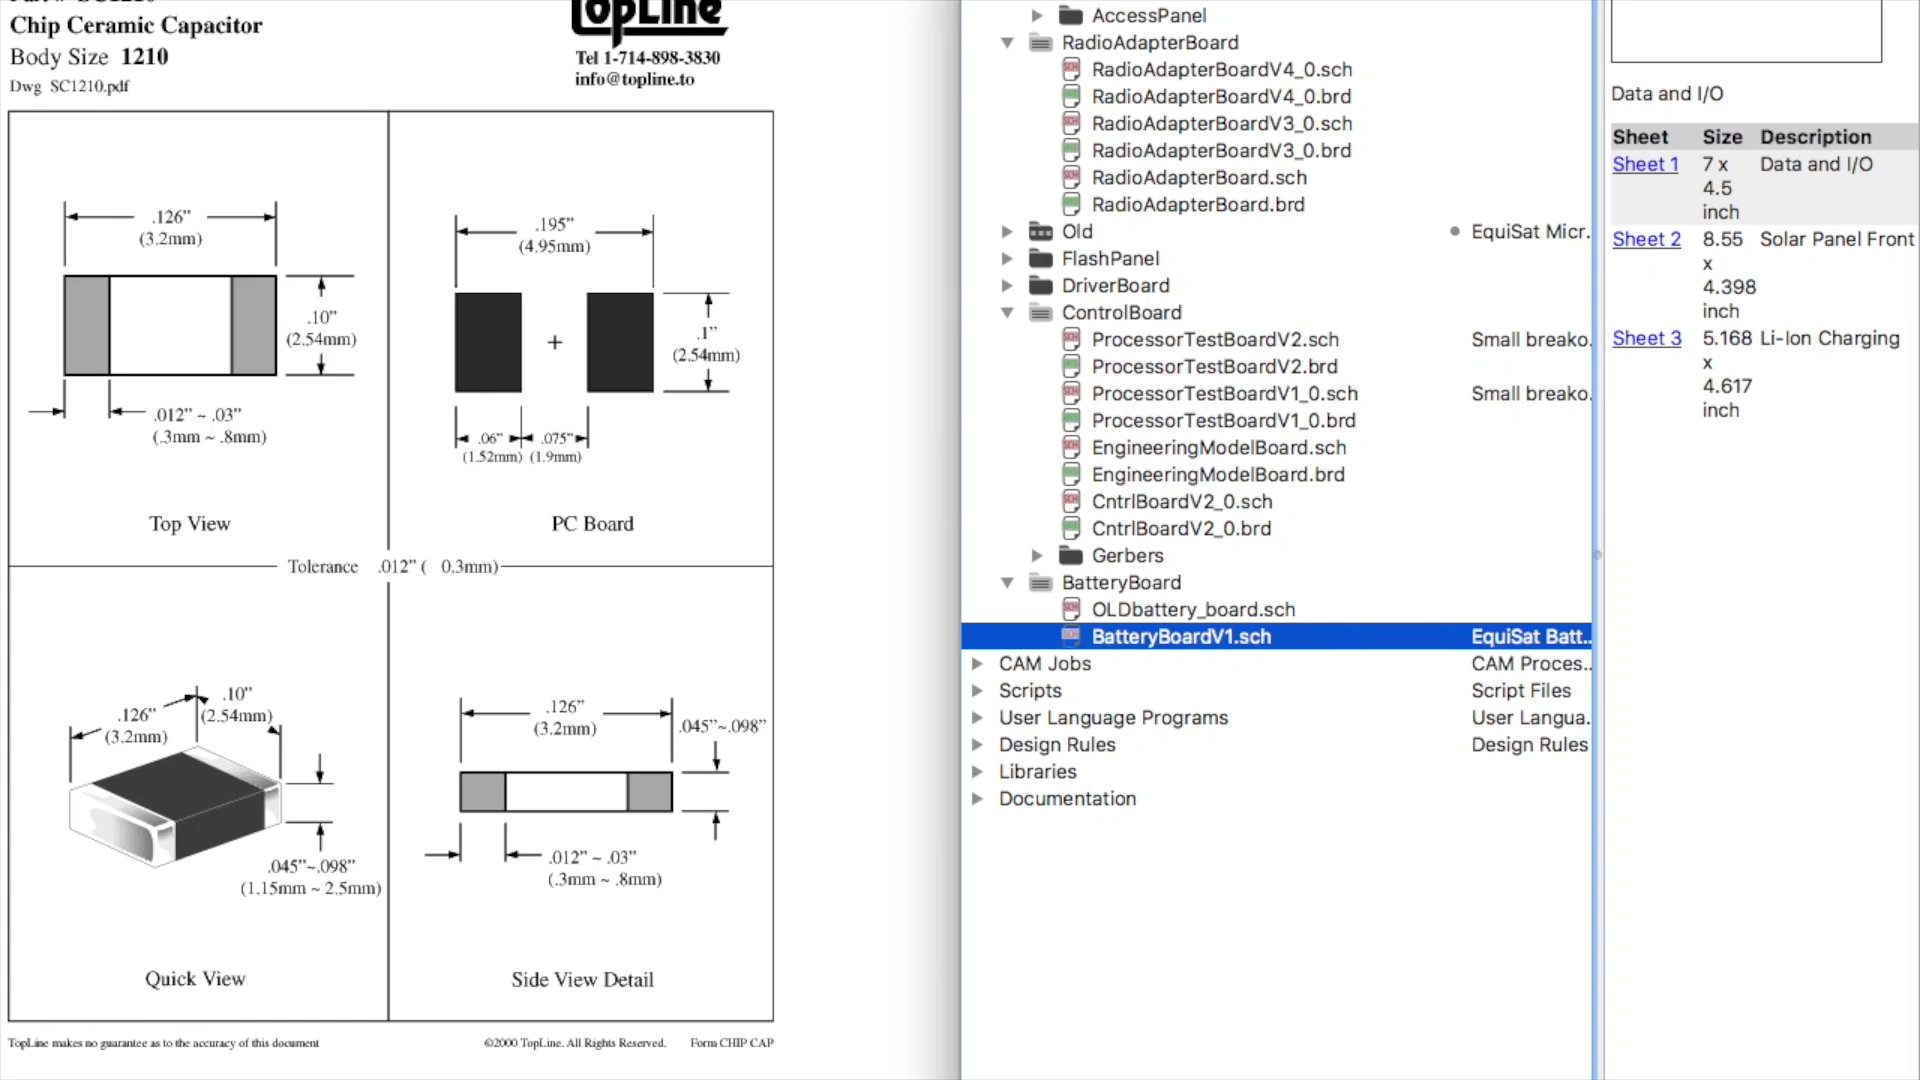 Chip Ceramic Capacitor
Body Size 1210
Dwg SC1210.pdf
TopLine
Tel 1-714-898-3830
info@topline.to
.126”
(3.2mm)
.10”
(2.54mm)
.012” ~ .03”
(.3mm ~ .8mm)
Top View
.195”
(4.95mm)
+
.1”
(2.54mm)
.06” .075”
(1.52mm) (1.9mm)
PC Board
Tolerance .012” ( 0.3mm)
.126”
(3.2mm)
.10”
(2.54mm)
.045”~.098”
(1.15mm ~ 2.5mm)
Quick View
.126”
(3.2mm)
.045”~.098”
.012” ~ .03”
(.3mm ~ .8mm)
Side View Detail
TopLine makes no guarantee as to the accuracy of this document
©2000 TopLine. All Rights Reserved. Form CHIP CAP
AccessPanel
RadioAdapterBoard
RadioAdapterBoardV4_0.sch
RadioAdapterBoardV4_0.brd
RadioAdapterBoardV3_0.sch
RadioAdapterBoardV3_0.brd
RadioAdapterBoard.sch
RadioAdapterBoard.brd
Old EquiSat Micr.
FlashPanel
DriverBoard
ControlBoard
ProcessorTestBoardV2.sch Small breako.
ProcessorTestBoardV2.brd
ProcessorTestBoardV1_0.sch Small breako.
ProcessorTestBoardV1_0.brd
EngineeringModelBoard.sch
EngineeringModelBoard.brd
CntrlBoardV2_0.sch
CntrlBoardV2_0.brd
Gerbers
BatteryBoard
OLDbattery_board.sch
BatteryBoardV1.sch EquiSat Batt..
CAM Jobs CAM Proces..
Scripts Script Files
User Language Programs User Langua.
Design Rules Design Rules
Libraries
Documentation
Data and I/O
Sheet Size Description
Sheet 1 7 x Data and I/O
4.5
inch
Sheet 2 8.55 Solar Panel Front
x
4.398
inch
Sheet 3 5.168 Li-Ion Charging
x
4.617
inch